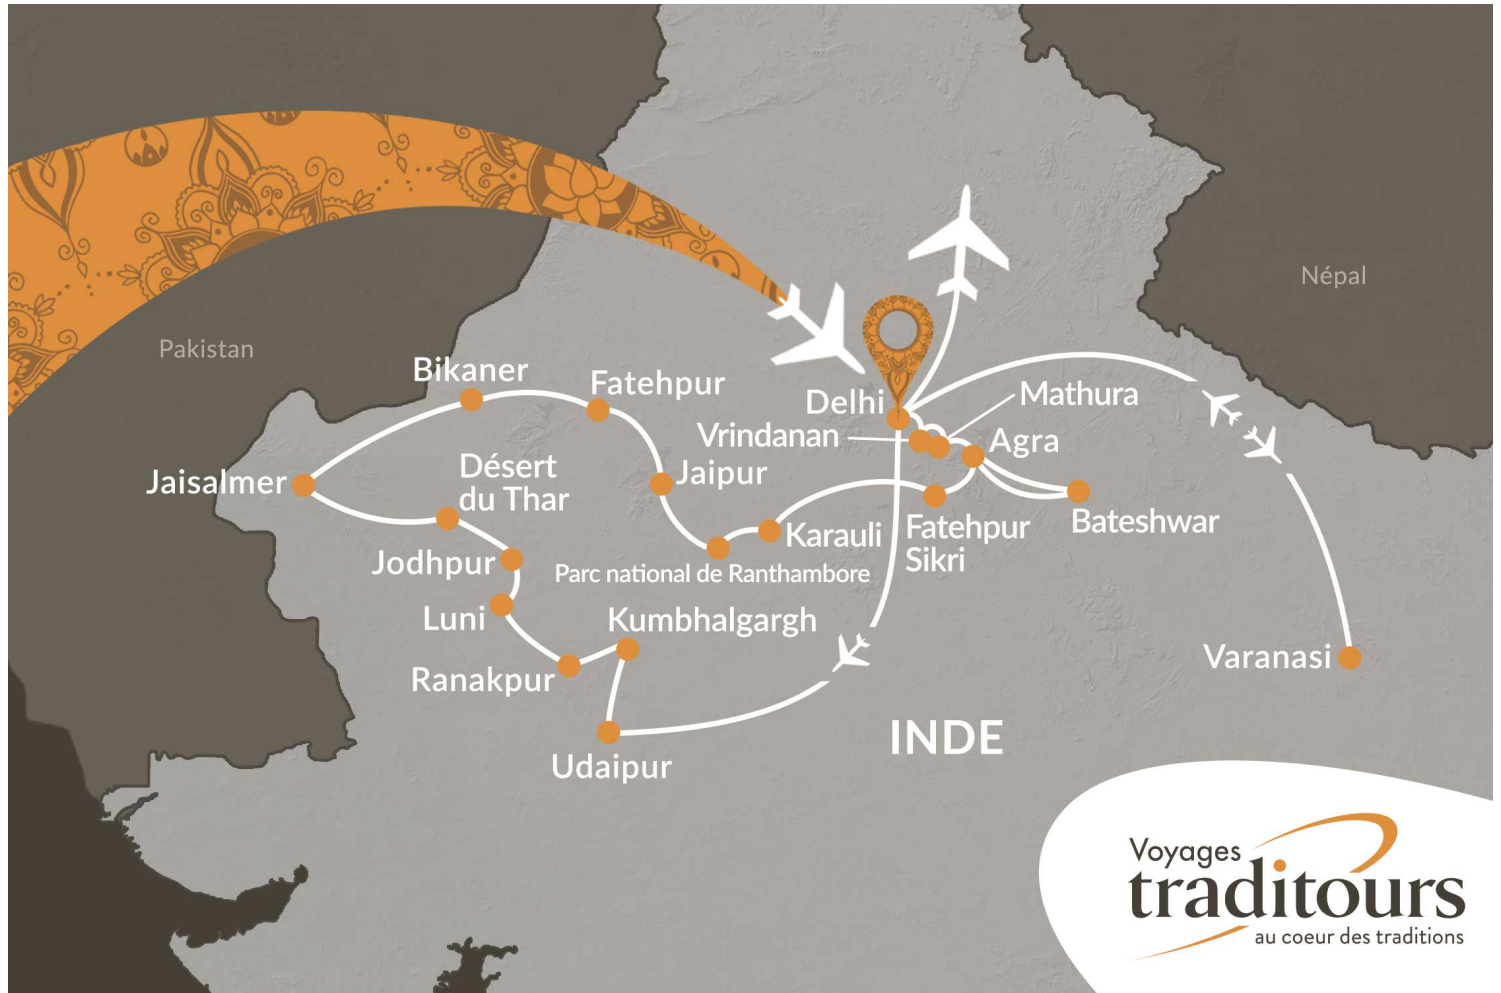 Népal
Pakistan
Bikaner
Fatehpur
Delhi
Mathura
Vrindanan
Agra
Jaisalmer
Désert
du Thar
Jaipur
Bateshwar
Karauli
Fatehpur
Sikri
Jodhpur
Parc national de Ranthambore
Luni
Kumbhalgargh
Ranakpur
Varanasi
INDE
Udaipur
Voyages
traditours
au coeur des traditions